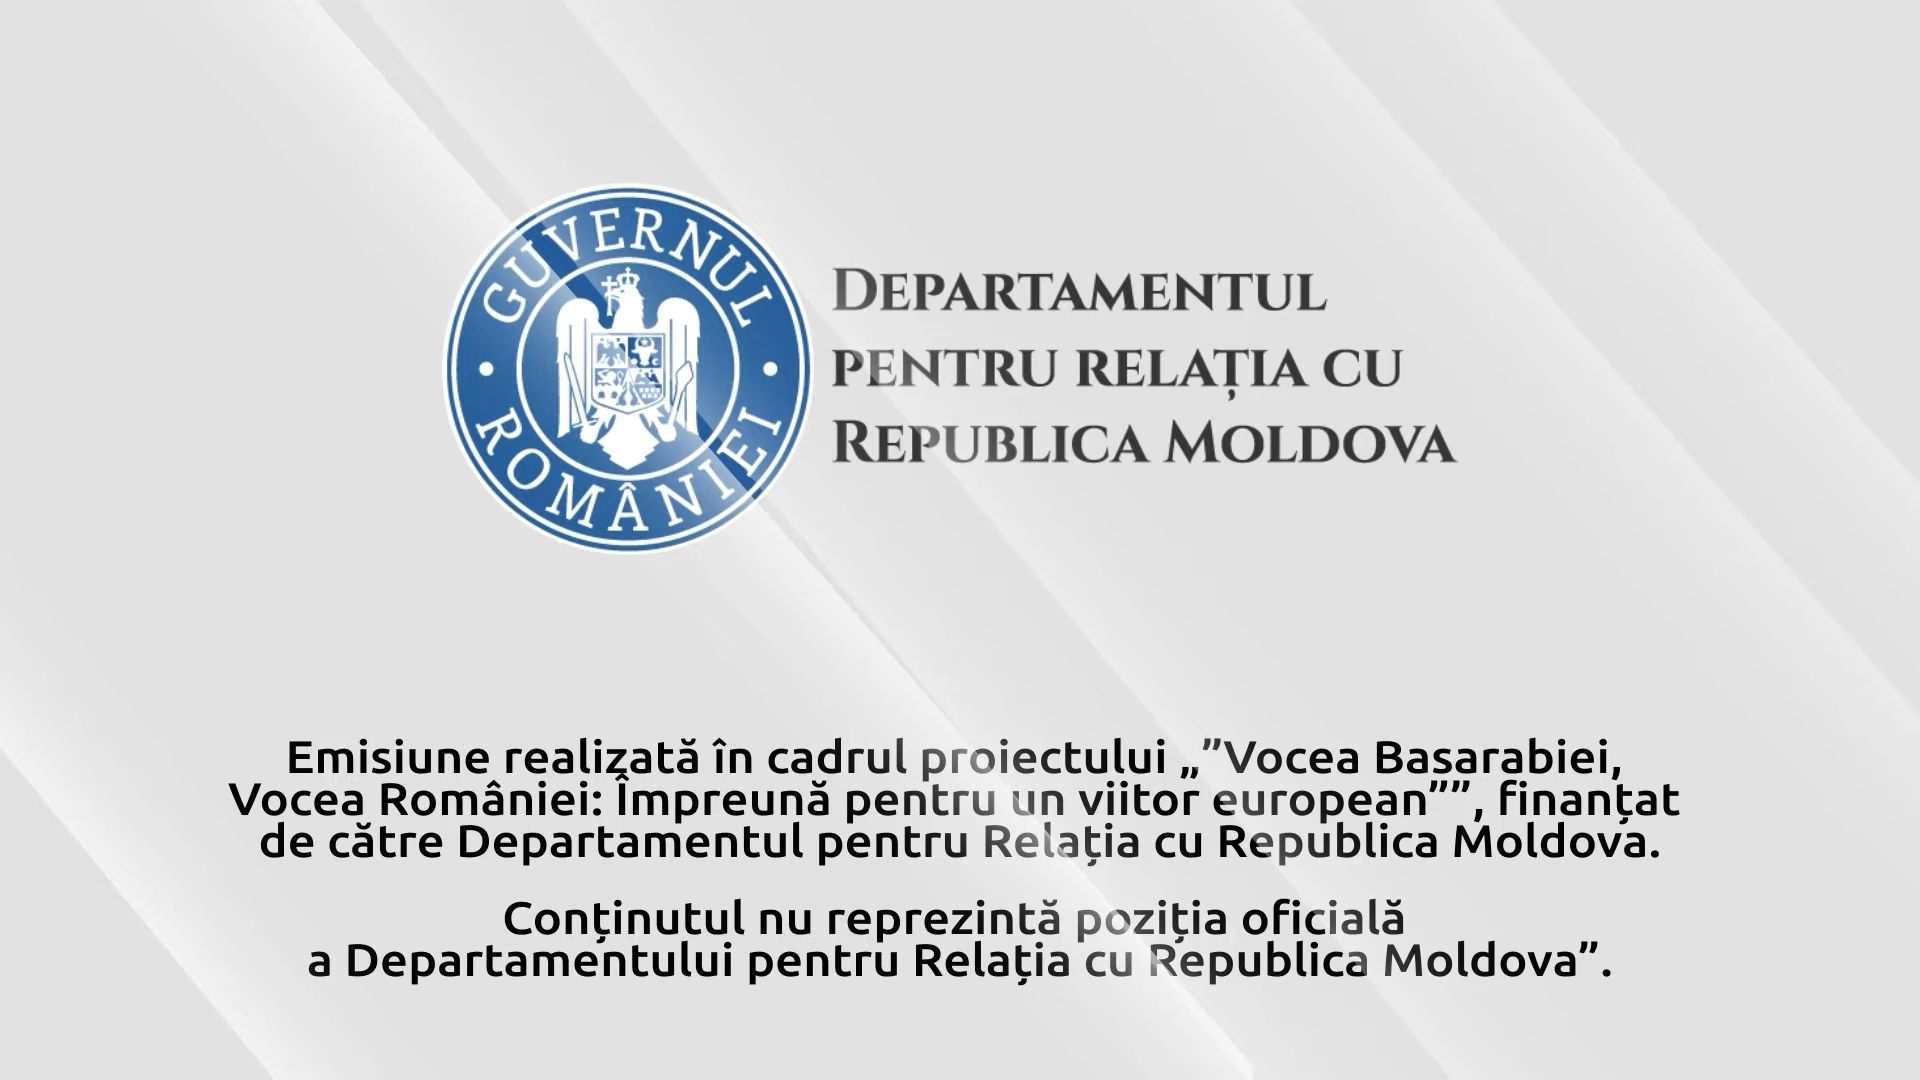 GUVERNUL ROMÂNIEI
DEPARTAMENTUL
PENTRU RELAȚIA CU
REPUBLICA MOLDOVA
Emisiune realizată în cadrul proiectului „”Vocea Basarabiei,
Vocea României: Împreună pentru un viitor european””, finanțat
de către Departamentul pentru Relația cu Republica Moldova.
Conținutul nu reprezintă poziția oficială
a Departamentului pentru Relația cu Republica Moldova”.